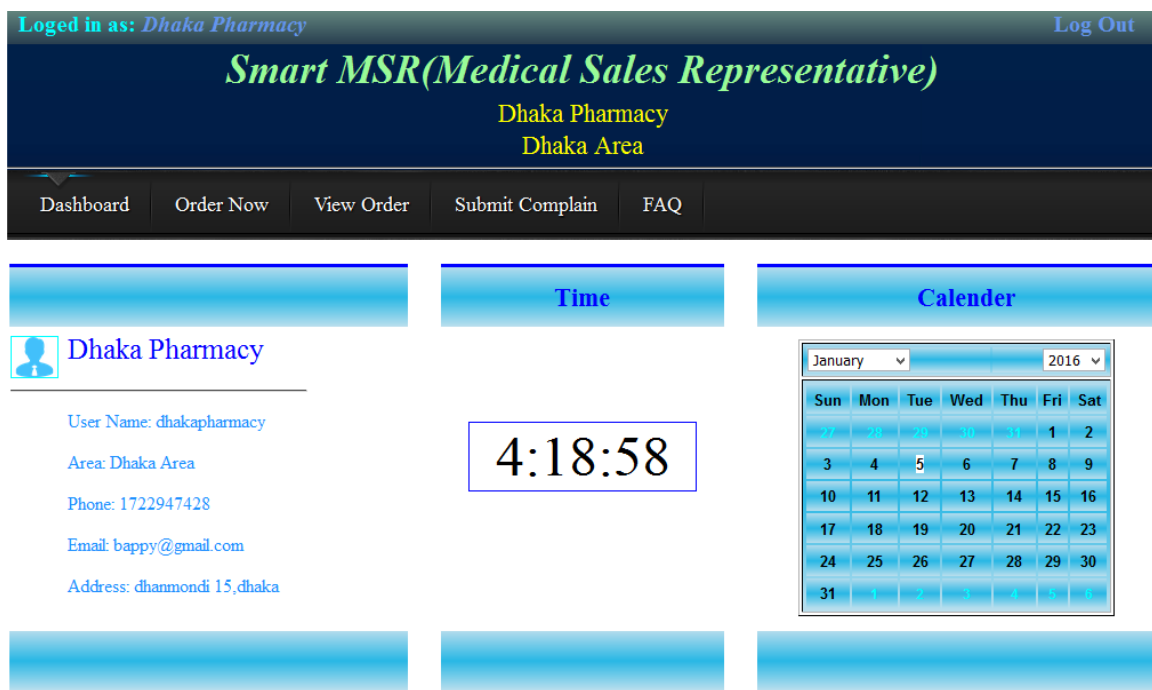 Loged in as: Dhaka Pharmacy Log Out
Smart MSR(Medical Sales Representative)
Dhaka Pharmacy
Dhaka Area
Dashboard Order Now View Order Submit Complain FAQ
Time
Calender
Dhaka Pharmacy
User Name: dhakapharmacy
Area: Dhaka Area
Phone: 1722947428
Email: bappy@gmail.com
Address: dhanmondi 15,dhaka
4:18:58
January 2016
Sun Mon Tue Wed Thu Fri Sat
27 28 29 30 31 1 2
3 4 5 6 7 8 9
10 11 12 13 14 15 16
17 18 19 20 21 22 23
24 25 26 27 28 29 30
31 1 2 3 4 5 6